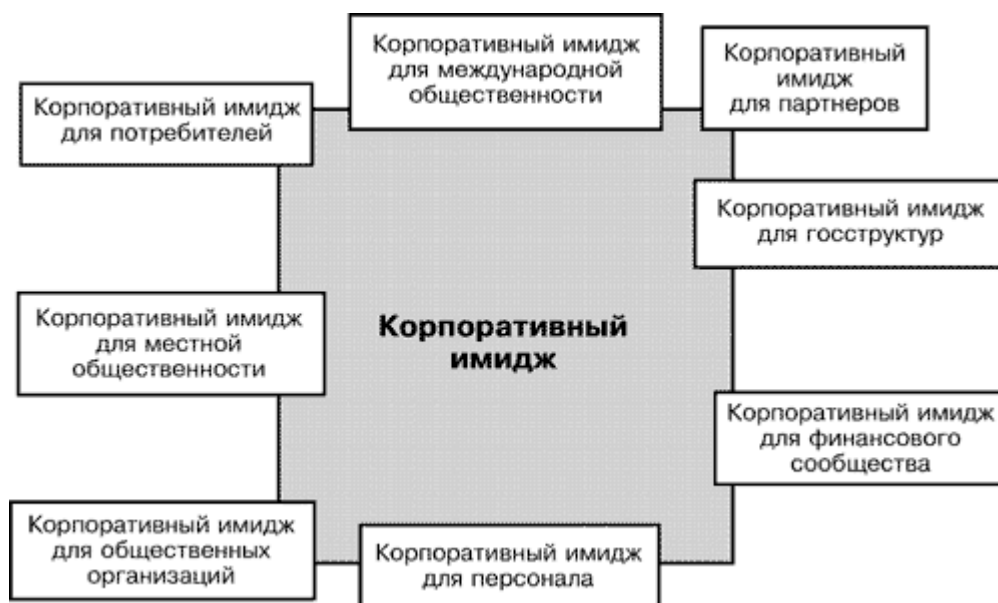 Корпоративный имидж
для международной
общественности
Корпоративный
имидж
для партнеров
Корпоративный имидж
для потребителей
Корпоративный имидж
для госструктур
Корпоративный имидж
для местной
общественности
Корпоративный
имидж
Корпоративный имидж
для финансового
сообщества
Корпоративный имидж
для общественных
организаций
Корпоративный имидж
для персонала